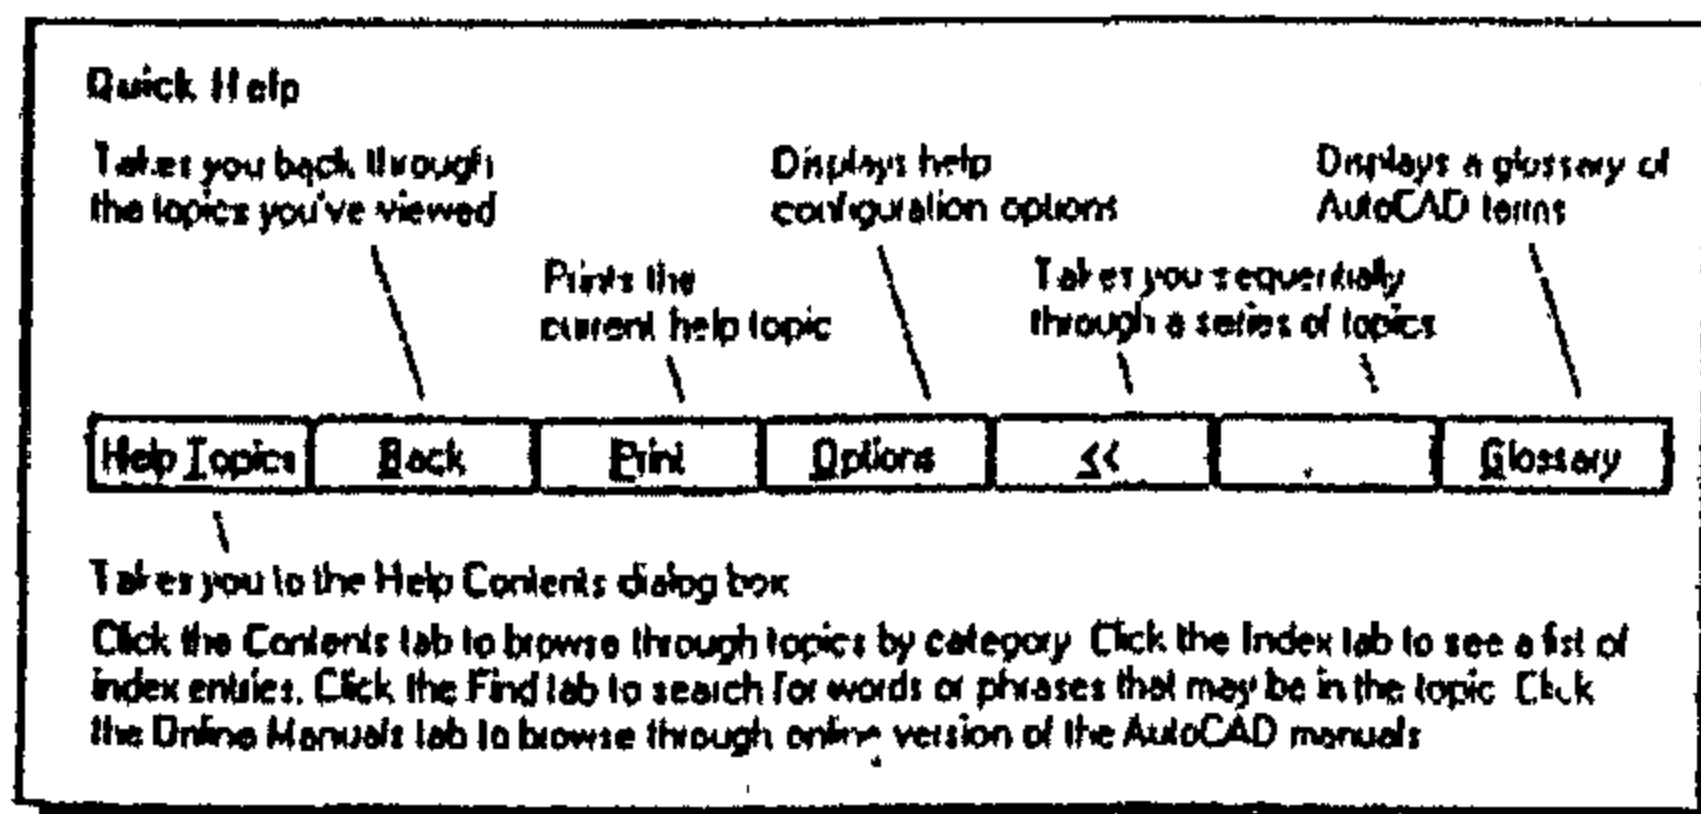 Quick Help
Takes you back through
the topics you've viewed
Displays help
configuration options
Displays a glossary of
AutoCAD terms
Prints the
current help topic
Takes you sequentially
through a series of topics
Help Topics Back Print Options << Glossary
Takes you to the Help Contents dialog box
Click the Contents tab to browse through topics by category. Click the Index tab to see a list of
index entries. Click the Find tab to search for words or phrases that may be in the topic. Click
the Online Manuals tab to browse through online version of the AutoCAD manuals